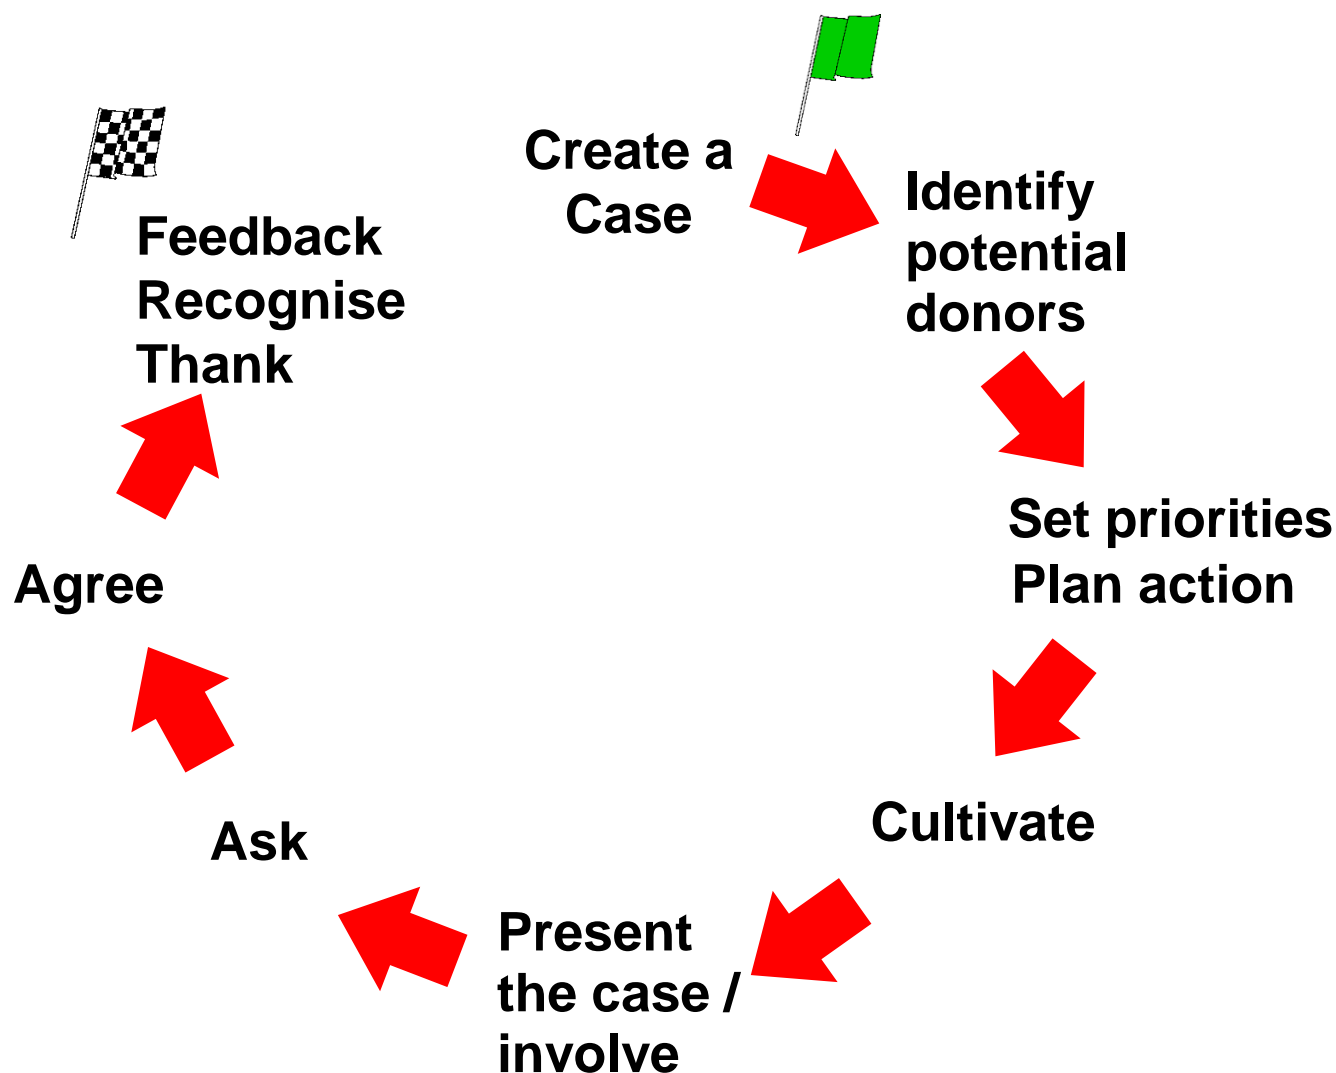 Create a
Case
Identify
potential
donors
Set priorities
Plan action
Cultivate
Present
the case /
involve
Ask
Agree
Feedback
Recognise
Thank